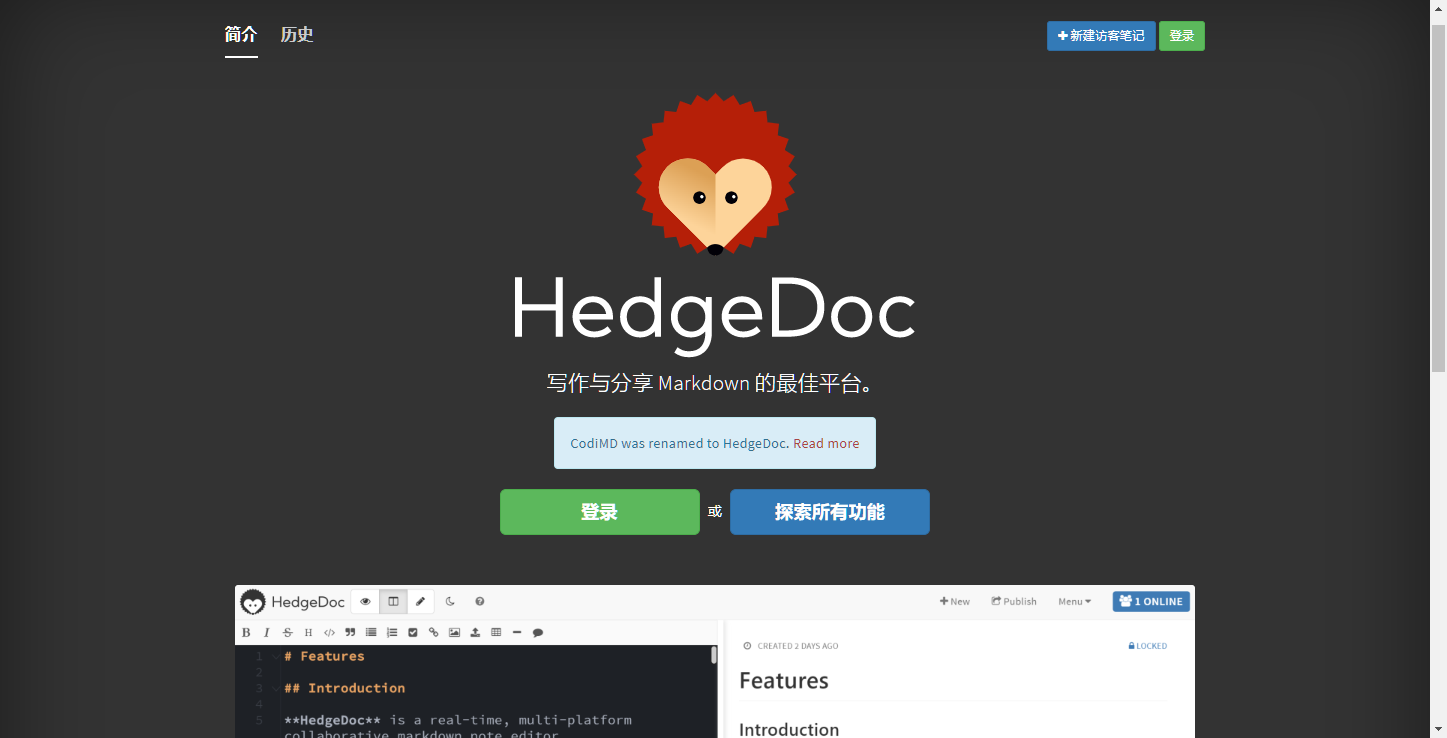 简介 历史 新建访客笔记 登录
HedgeDoc
写作与分享 Markdown 的最佳平台。
CodiMD was renamed to HedgeDoc. Read more
登录 或 探索所有功能
HedgeDoc New Publish Menu 1 ONLINE
B I S H
CREATED 2 DAYS AGO LOCKED
1 # Features
2
3 ## Introduction
4
5 **HedgeDoc** is a real-time, multi-platform
collaborative markdown note editor.
Features
Introduction